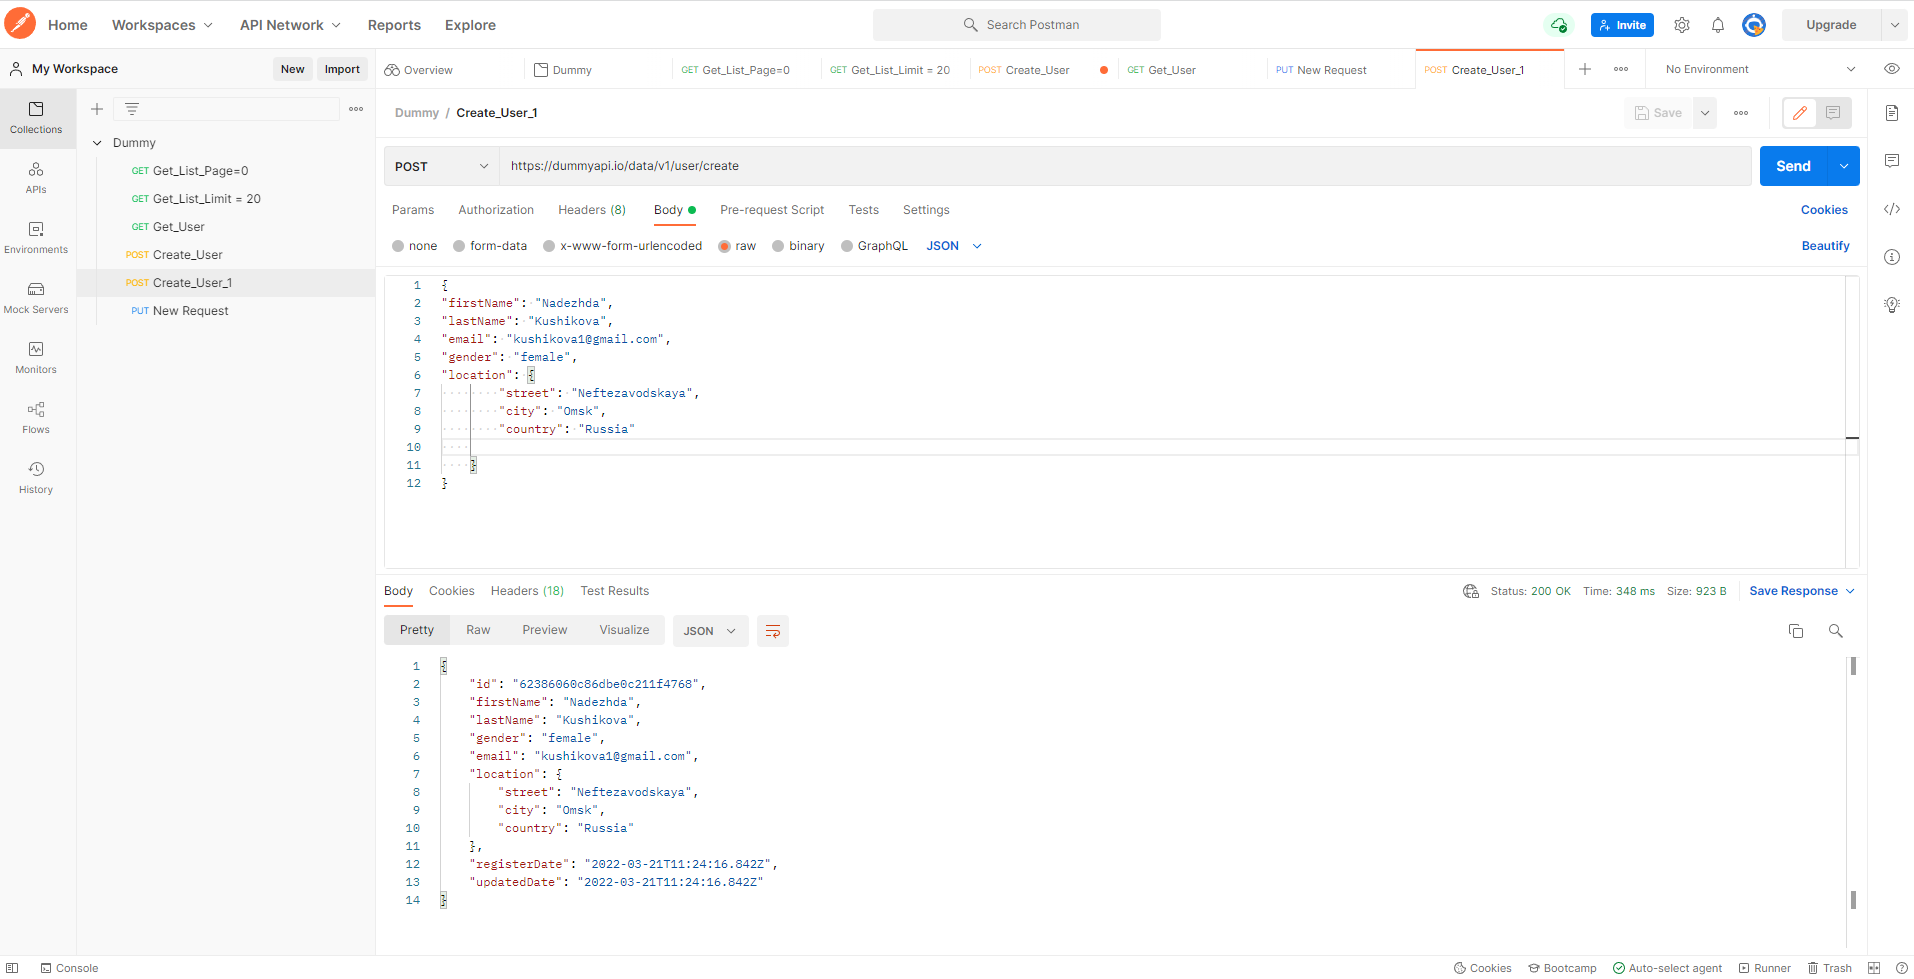 Home Workspaces API Network Reports Explore Search Postman Invite Upgrade
My Workspace New Import Overview Dummy GET Get_List_Page=0 GET Get_List_Limit = 20 POST Create_User GET Get_User PUT New Request POST Create_User_1 No Environment
Collections
APIs
Environments
Mock Servers
Monitors
Flows
History
Dummy
GET Get_List_Page=0
GET Get_List_Limit = 20
GET Get_User
POST Create_User
POST Create_User_1
PUT New Request
Dummy / Create_User_1 Save
POST https://dummyapi.io/data/v1/user/create Send
Params Authorization Headers (8) Body Pre-request Script Tests Settings Cookies
none form-data x-www-form-urlencoded raw binary GraphQL JSON Beautify
1 {
2 "firstName": "Nadezhda",
3 "lastName": "Kushikova",
4 "email": "kushikova1@gmail.com",
5 "gender": "female",
6 "location": {
7 "street": "Neftezavodskaya",
8 "city": "Omsk",
9 "country": "Russia"
10
11 }
12 }
Body Cookies Headers (18) Test Results Status: 200 OK Time: 348 ms Size: 923 B Save Response
Pretty Raw Preview Visualize JSON
1 {
2 "id": "62386060c86dbe0c211f4768",
3 "firstName": "Nadezhda",
4 "lastName": "Kushikova",
5 "gender": "female",
6 "email": "kushikova1@gmail.com",
7 "location": {
8 "street": "Neftezavodskaya",
9 "city": "Omsk",
10 "country": "Russia"
11 },
12 "registerDate": "2022-03-21T11:24:16.842Z",
13 "updatedDate": "2022-03-21T11:24:16.842Z"
14 }
Console Cookies Bootcamp Auto-select agent Runner Trash